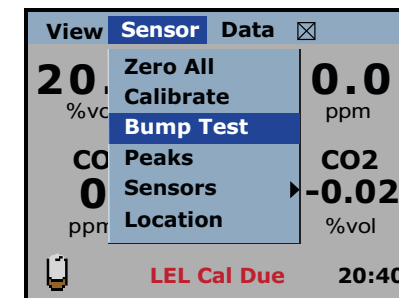 View Sensor Data
20. Zero All 0.0
%vo Calibrate ppm
Bump Test
CO Peaks CO2
0 Sensors -0.02
ppm Location %vol
LEL Cal Due 20:40